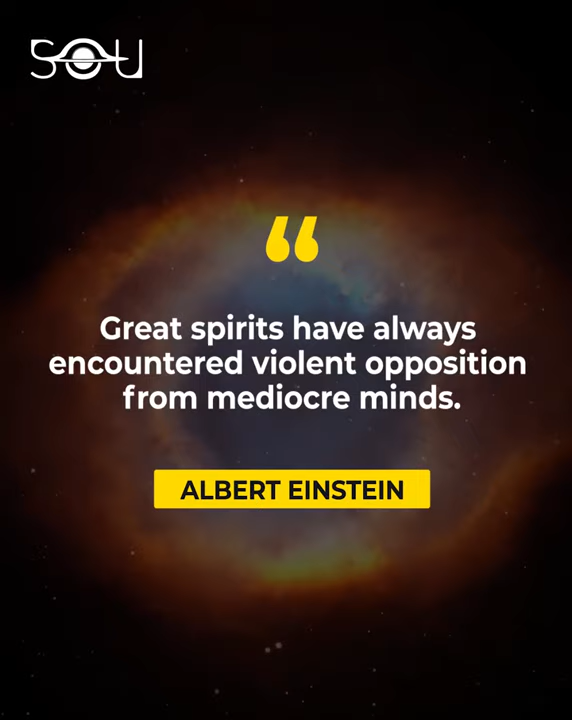 SOU
“
Great spirits have always
encountered violent opposition
from mediocre minds.
ALBERT EINSTEIN